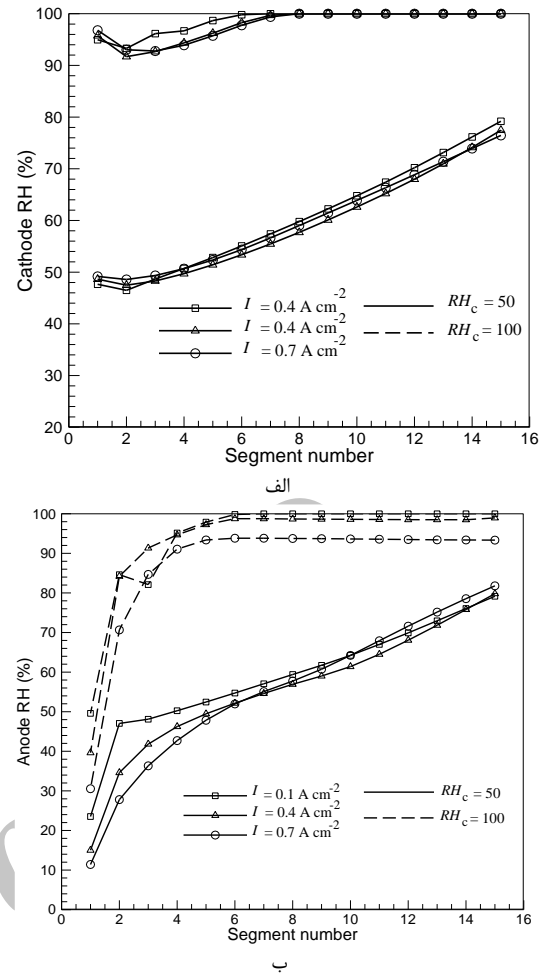 100
90
80
70
60
50
40
30
20
Cathode RH (%)
I = 0.4 A cm-2 RHc = 50
I = 0.4 A cm-2 RHc = 100
I = 0.7 A cm-2
0 2 4 6 8 10 12 14 16
Segment number
الف
100
90
80
70
60
50
40
30
20
10
0
Anode RH (%)
I = 0.1 A cm-2 RHc = 50
I = 0.4 A cm-2 RHc = 100
I = 0.7 A cm-2
0 2 4 6 8 10 12 14 16
Segment number
ب